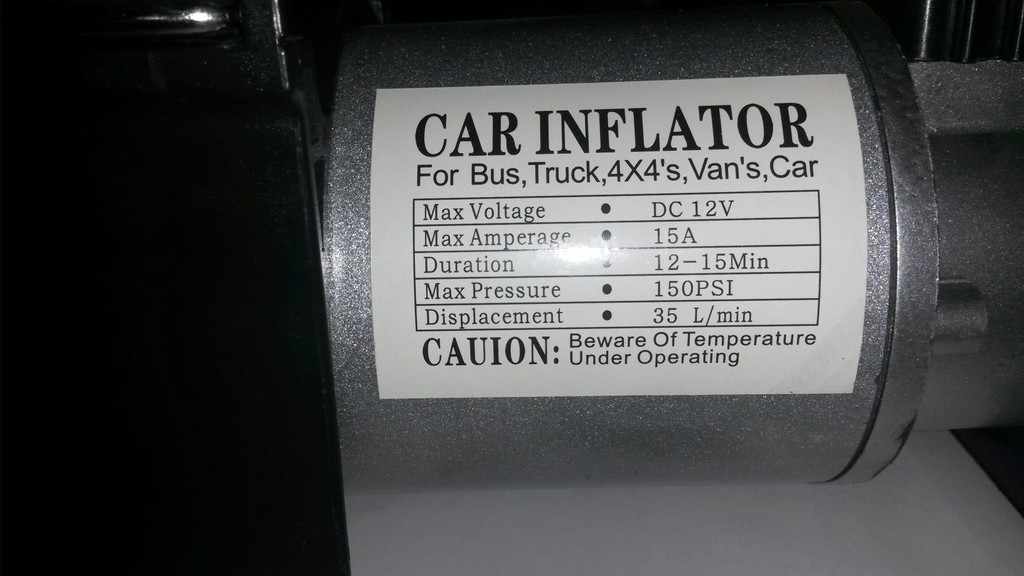 CAR INFLATOR
For Bus,Truck,4X4's,Van's,Car
Max Voltage • DC 12V
Max Amperage • 15A
Duration • 12-15Min
Max Pressure • 150PSI
Displacement • 35 L/min
CAUION: Beware Of Temperature
Under Operating